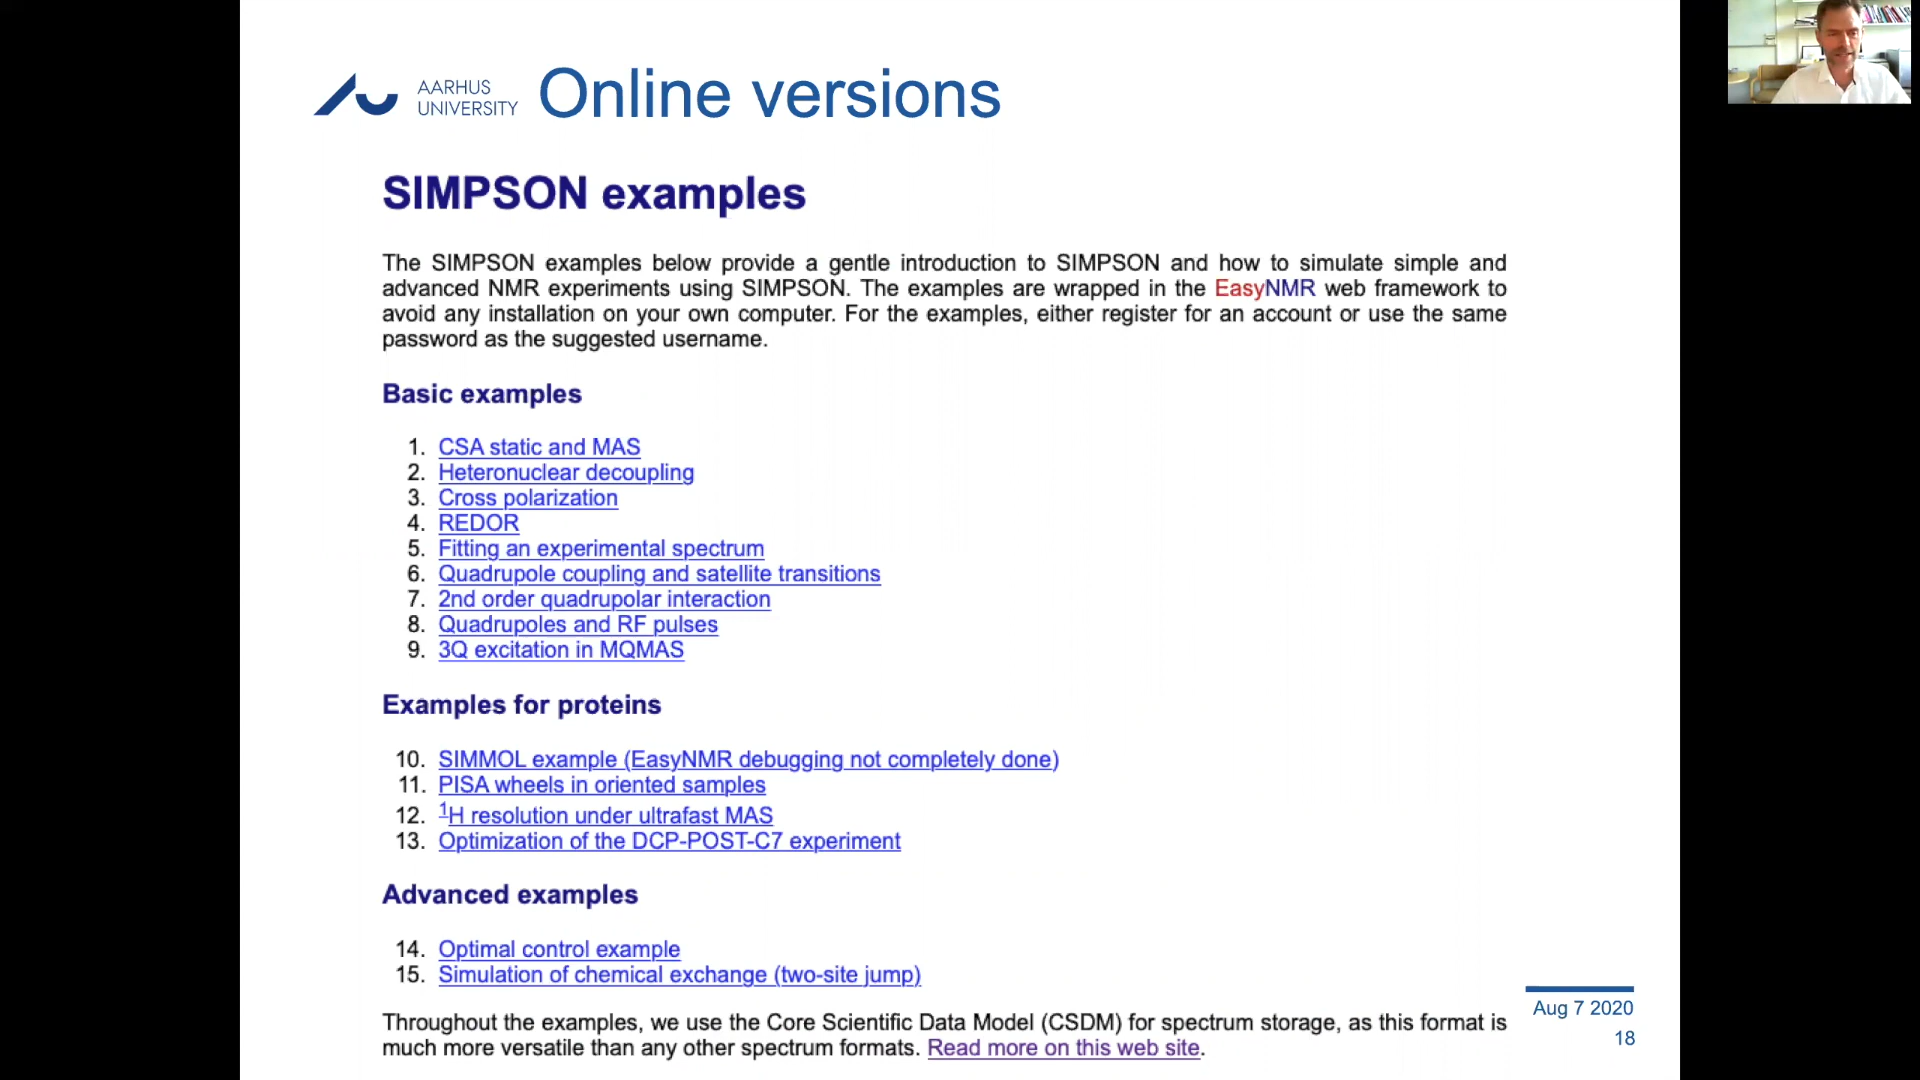 AARHUS
UNIVERSITY
Online versions
SIMPSON examples
The SIMPSON examples below provide a gentle introduction to SIMPSON and how to simulate simple and
advanced NMR experiments using SIMPSON. The examples are wrapped in the EasyNMR web framework to
avoid any installation on your own computer. For the examples, either register for an account or use the same
password as the suggested username.
Basic examples
1. CSA static and MAS
2. Heteronuclear decoupling
3. Cross polarization
4. REDOR
5. Fitting an experimental spectrum
6. Quadrupole coupling and satellite transitions
7. 2nd order quadrupolar interaction
8. Quadrupoles and RF pulses
9. 3Q excitation in MQMAS
Examples for proteins
10. SIMMOL example (EasyNMR debugging not completely done)
11. PISA wheels in oriented samples
12. ¹H resolution under ultrafast MAS
13. Optimization of the DCP-POST-C7 experiment
Advanced examples
14. Optimal control example
15. Simulation of chemical exchange (two-site jump)
Throughout the examples, we use the Core Scientific Data Model (CSDM) for spectrum storage, as this format is
much more versatile than any other spectrum formats. Read more on this web site.
Aug 7 2020
18